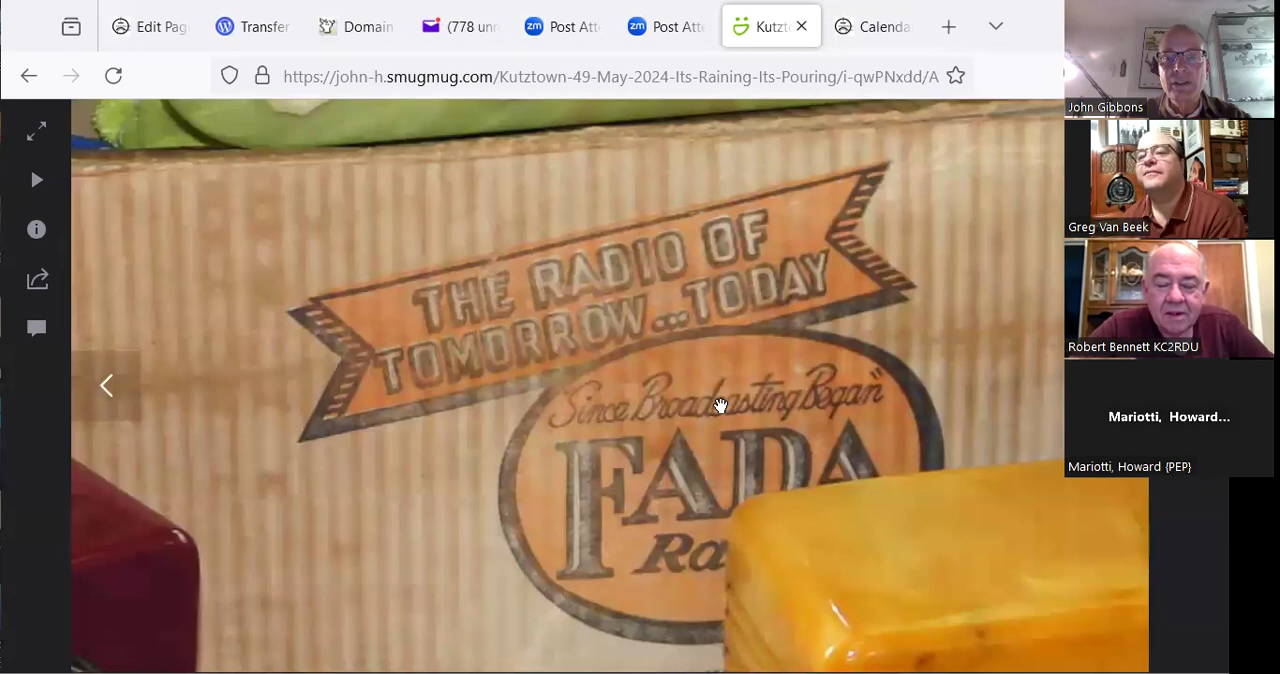 Edit Pag
Transfer
Domain
(778 unr
Post Atte
Post Atte
Kutzt
Calenda
https://john-h.smugmug.com/Kutztown-49-May-2024-Its-Raining-Its-Pouring/i-qwPNxdd/A
THE RADIO OF
TOMORROW...TODAY
Since Broadcasting Began"
FADA
Ra
John Gibbons
Greg Van Beek
Robert Bennett KC2RDU
Mariotti, Howard...
Mariotti, Howard {PEP}